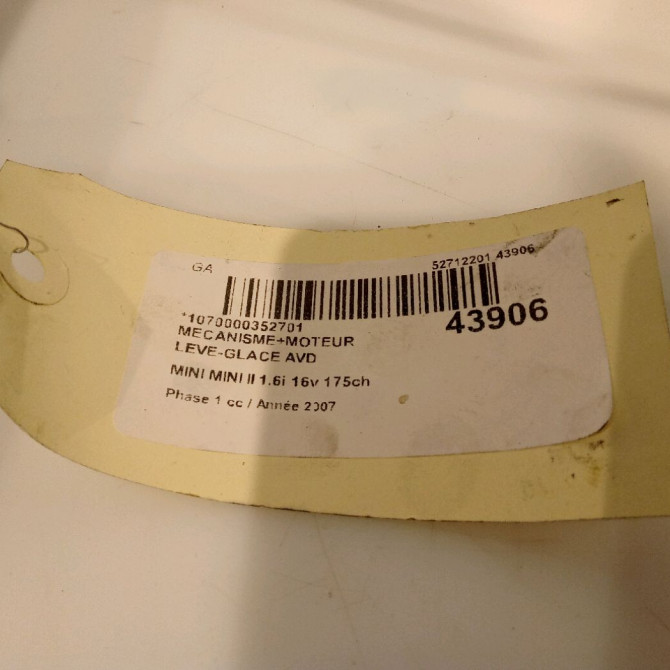 GA
52712201 43906
*1070000352701
43906
MECANISME+MOTEUR
LEVE-GLACE AVD
MINI MINI II 1.6i 16v 175ch
Phase 1 cc / Année 2007